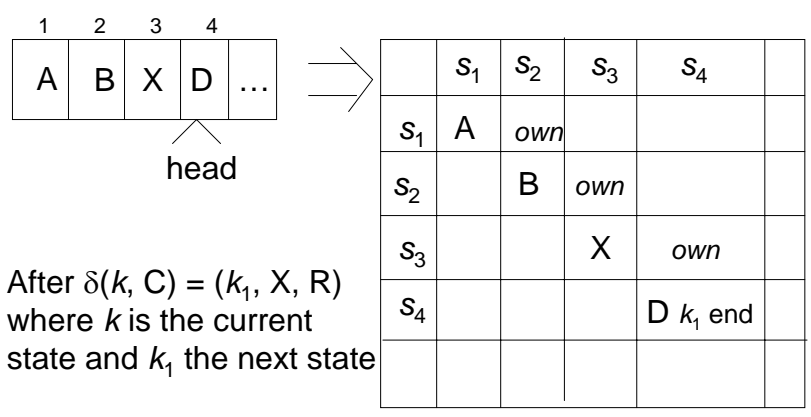 1 2 3 4
A B X D …
head
After δ(k, C) = (k₁, X, R)
where k is the current
state and k₁ the next state
s₁ s₂ s₃ s₄
s₁ A own
s₂ B own
s₃ X own
s₄ D k₁ end